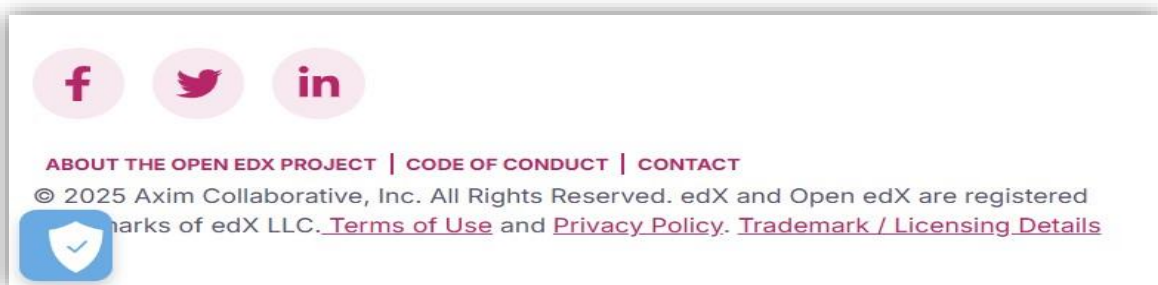 ABOUT THE OPEN EDX PROJECT | CODE OF CONDUCT | CONTACT
© 2025 Axim Collaborative, Inc. All Rights Reserved. edX and Open edX are registered
marks of edX LLC. Terms of Use and Privacy Policy. Trademark / Licensing Details